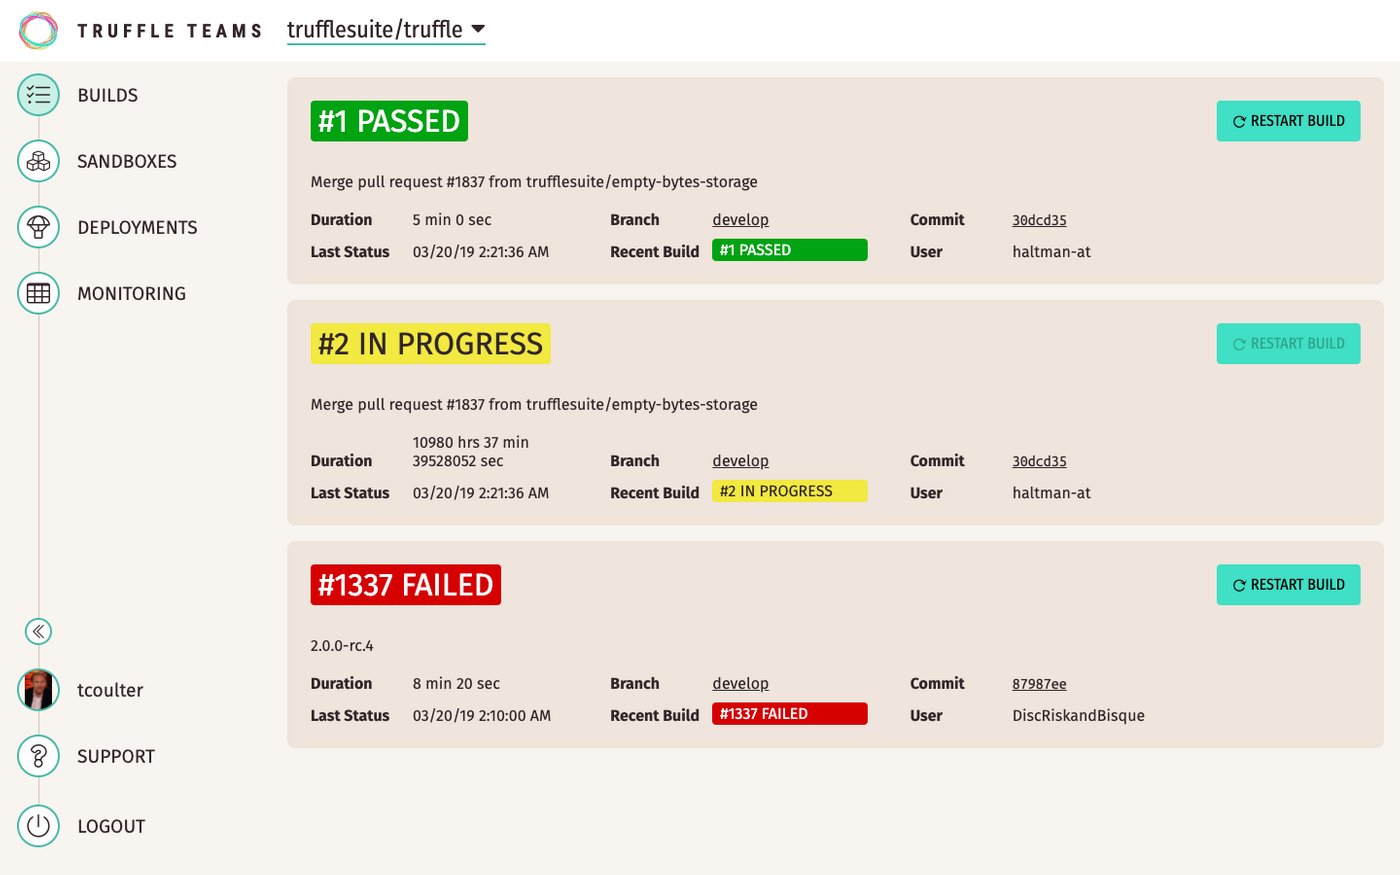 TRUFFLE TEAMS
trufflesuite/truffle
BUILDS
SANDBOXES
DEPLOYMENTS
MONITORING
tcoulter
SUPPORT
LOGOUT
#1 PASSED
RESTART BUILD
Merge pull request #1837 from trufflesuite/empty-bytes-storage
Duration 5 min 0 sec Branch develop Commit 30dcd35
Last Status 03/20/19 2:21:36 AM Recent Build #1 PASSED User haltman-at
#2 IN PROGRESS
RESTART BUILD
Merge pull request #1837 from trufflesuite/empty-bytes-storage
10980 hrs 37 min
Duration 39528052 sec Branch develop Commit 30dcd35
Last Status 03/20/19 2:21:36 AM Recent Build #2 IN PROGRESS User haltman-at
#1337 FAILED
RESTART BUILD
2.0.0-rc.4
Duration 8 min 20 sec Branch develop Commit 87987ee
Last Status 03/20/19 2:10:00 AM Recent Build #1337 FAILED User DiscRiskandBisque